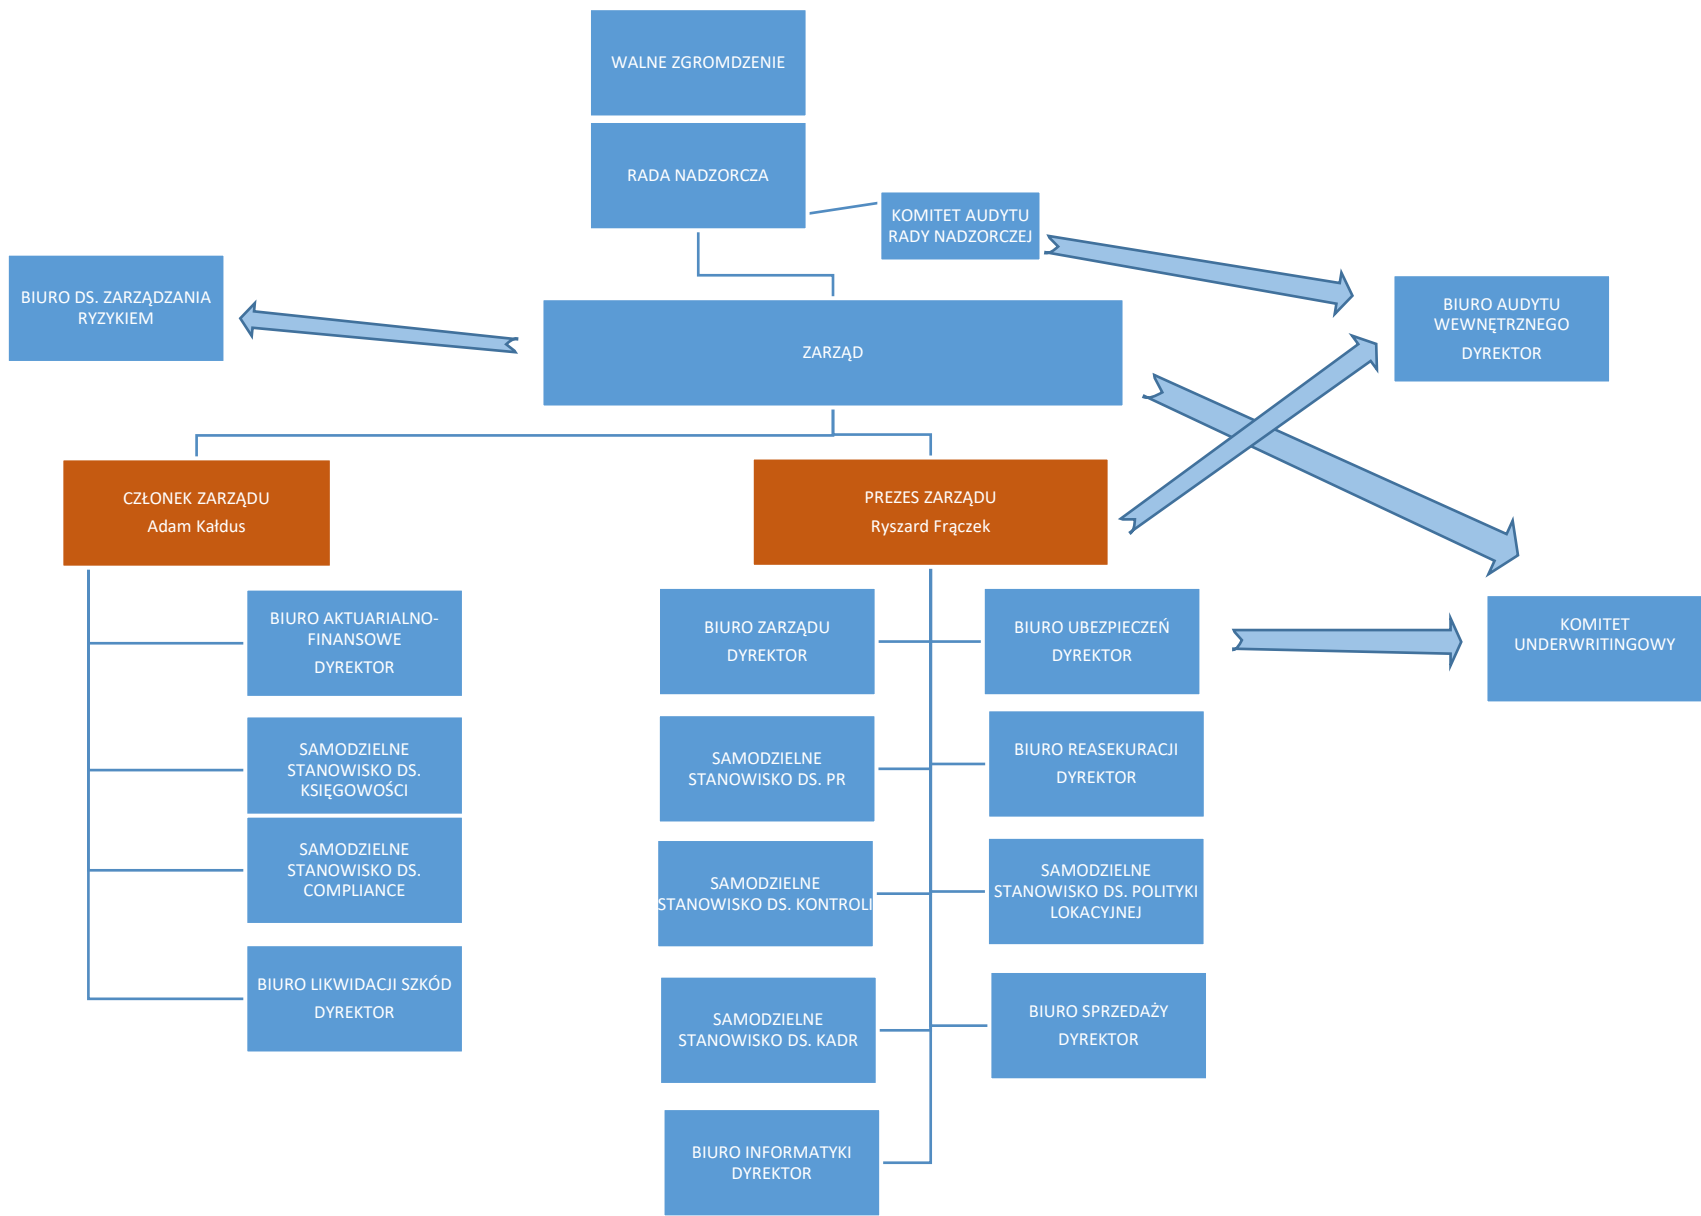 WALNE ZGROMDZENIE
RADA NADZORCZA
KOMITET AUDYTU
RADY NADZORCZEJ
BIURO DS. ZARZĄDZANIA
RYZYKIEM
ZARZĄD
BIURO AUDYTU
WEWNĘTRZNEGO
DYREKTOR
CZŁONEK ZARZĄDU
Adam Kałdus
PREZES ZARZĄDU
Ryszard Frączek
BIURO AKTUARIALNO-
FINANSOWE
DYREKTOR
SAMODZIELNE
STANOWISKO DS.
KSIĘGOWOŚCI
SAMODZIELNE
STANOWISKO DS.
COMPLIANCE
BIURO LIKWIDACJI SZKÓD
DYREKTOR
BIURO ZARZĄDU
DYREKTOR
SAMODZIELNE
STANOWISKO DS. PR
SAMODZIELNE
STANOWISKO DS. KONTROLI
SAMODZIELNE
STANOWISKO DS. KADR
BIURO INFORMATYKI
DYREKTOR
BIURO UBEZPIECZEŃ
DYREKTOR
BIURO REASEKURACJI
DYREKTOR
SAMODZIELNE
STANOWISKO DS. POLITYKI
LOKACYJNEJ
BIURO SPRZEDAŻY
DYREKTOR
KOMITET
UNDERWRITINGOWY